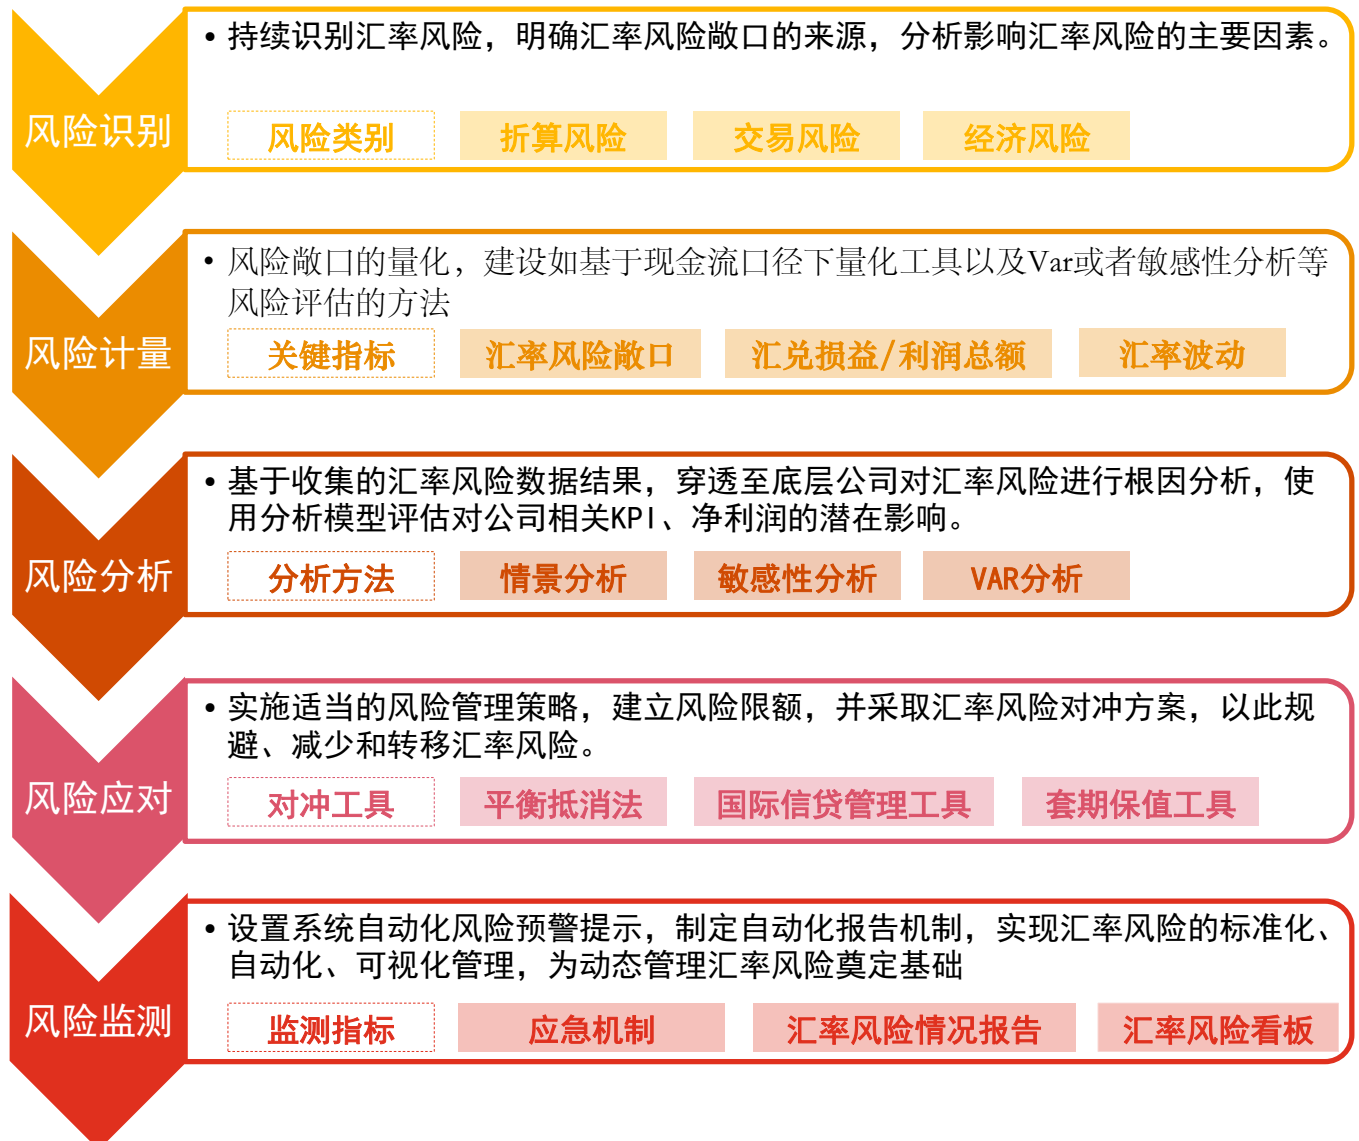 • 持续识别汇率风险，明确汇率风险敞口的来源，分析影响汇率风险的主要因素。
风险识别
风险类别 折算风险 交易风险 经济风险
• 风险敞口的量化，建设如基于现金流口径下量化工具以及Var或者敏感性分析等
风险评估的方法
风险计量
关键指标 汇率风险敞口 汇兑损益/利润总额 汇率波动
• 基于收集的汇率风险数据结果，穿透至底层公司对汇率风险进行根因分析，使
用分析模型评估对公司相关KPI、净利润的潜在影响。
风险分析
分析方法 情景分析 敏感性分析 VAR分析
• 实施适当的风险管理策略，建立风险限额，并采取汇率风险对冲方案，以此规
避、减少和转移汇率风险。
风险应对
对冲工具 平衡抵消法 国际信贷管理工具 套期保值工具
• 设置系统自动化风险预警提示，制定自动化报告机制，实现汇率风险的标准化、
自动化、可视化管理，为动态管理汇率风险奠定基础
风险监测
监测指标 应急机制 汇率风险情况报告 汇率风险看板